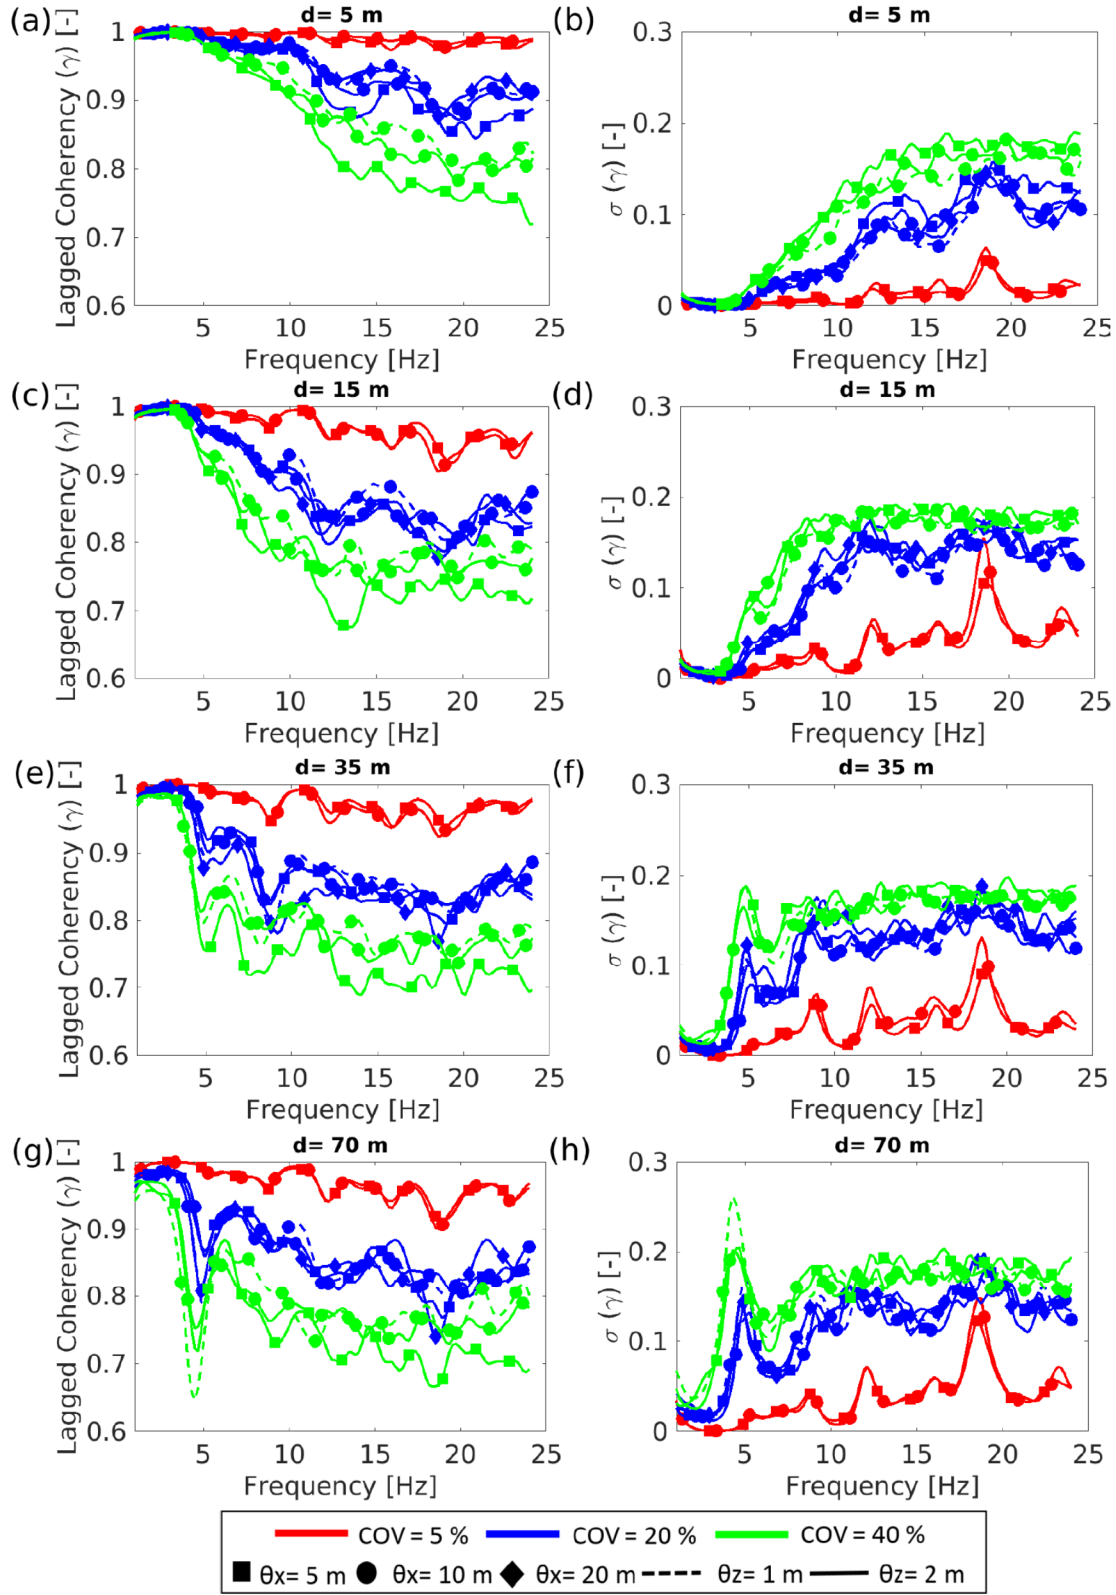 (a) d= 5 m (b) d= 5 m
Lagged Coherency (γ) [-]
1
0.9
0.8
0.7
0.6
5 10 15 20 25
Frequency [Hz]
σ (γ) [-]
0.3
0.2
0.1
0
5 10 15 20 25
Frequency [Hz]
(c) d= 15 m (d) d= 15 m
Lagged Coherency (γ) [-]
1
0.9
0.8
0.7
0.6
5 10 15 20 25
Frequency [Hz]
σ (γ) [-]
0.3
0.2
0.1
0
5 10 15 20 25
Frequency [Hz]
(e) d= 35 m (f) d= 35 m
Lagged Coherency (γ) [-]
1
0.9
0.8
0.7
0.6
5 10 15 20 25
Frequency [Hz]
σ (γ) [-]
0.3
0.2
0.1
0
5 10 15 20 25
Frequency [Hz]
(g) d= 70 m (h) d= 70 m
Lagged Coherency (γ) [-]
1
0.9
0.8
0.7
0.6
5 10 15 20 25
Frequency [Hz]
σ (γ) [-]
0.3
0.2
0.1
0
5 10 15 20 25
Frequency [Hz]
COV = 5 % COV = 20 % COV = 40 %
θx= 5 m θx= 10 m θx= 20 m θz= 1 m θz= 2 m